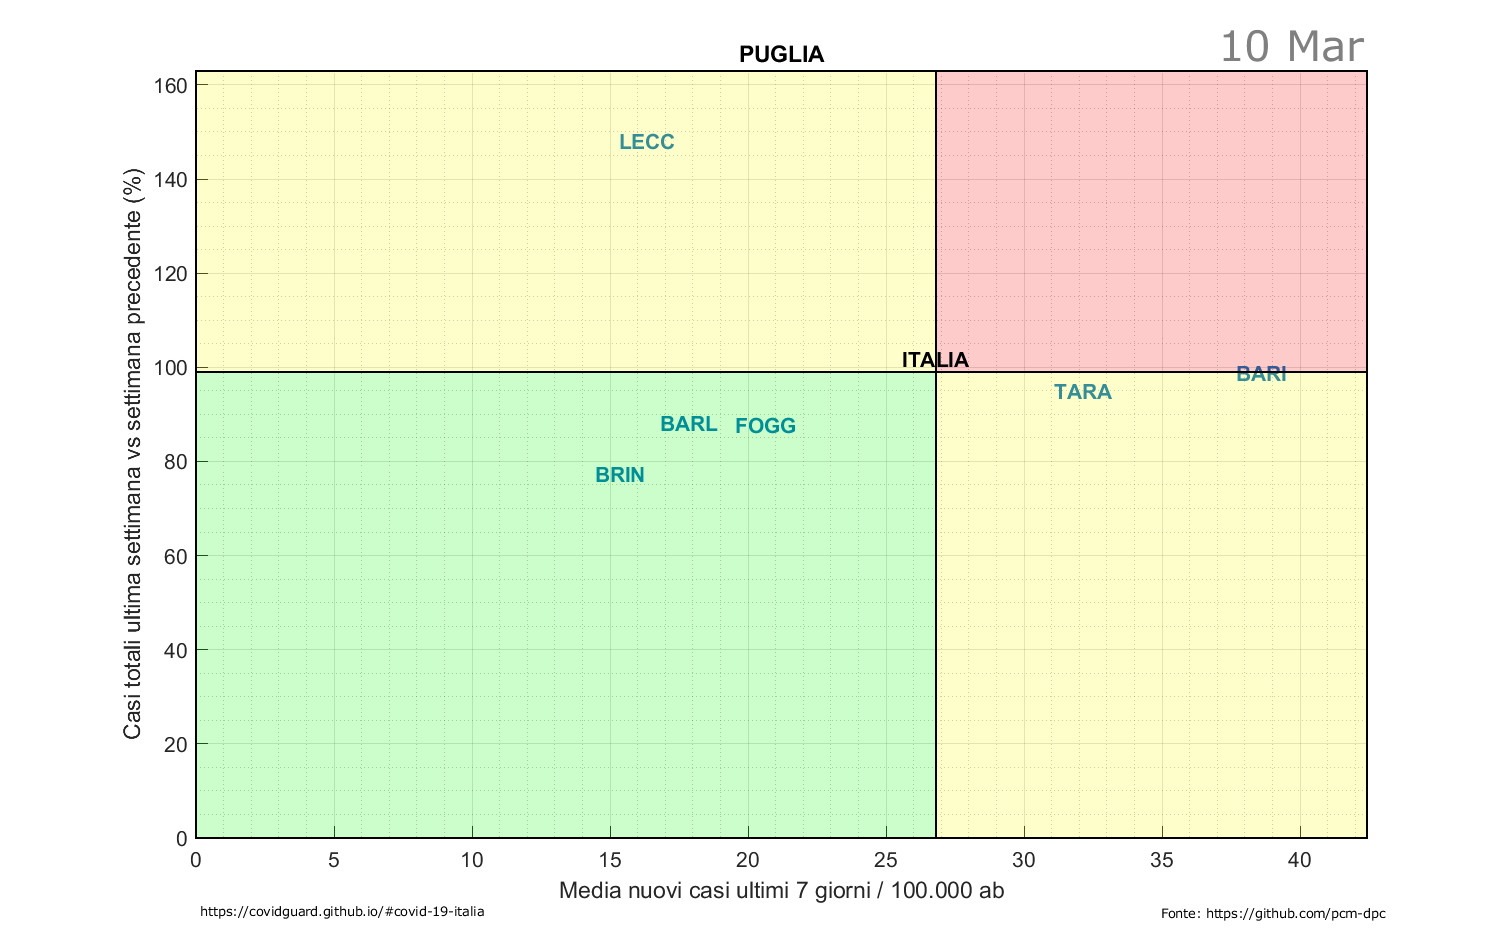 10 Mar
PUGLIA
160
140
120
100
80
60
40
20
0
Casi totali ultima settimana vs settimana precedente (%)
LECC
ITALIA
BARI
TARA
BARL
FOGG
BRIN
0 5 10 15 20 25 30 35 40
Media nuovi casi ultimi 7 giorni / 100.000 ab
https://covidguard.github.io/#covid-19-italia
Fonte: https://github.com/pcm-dpc